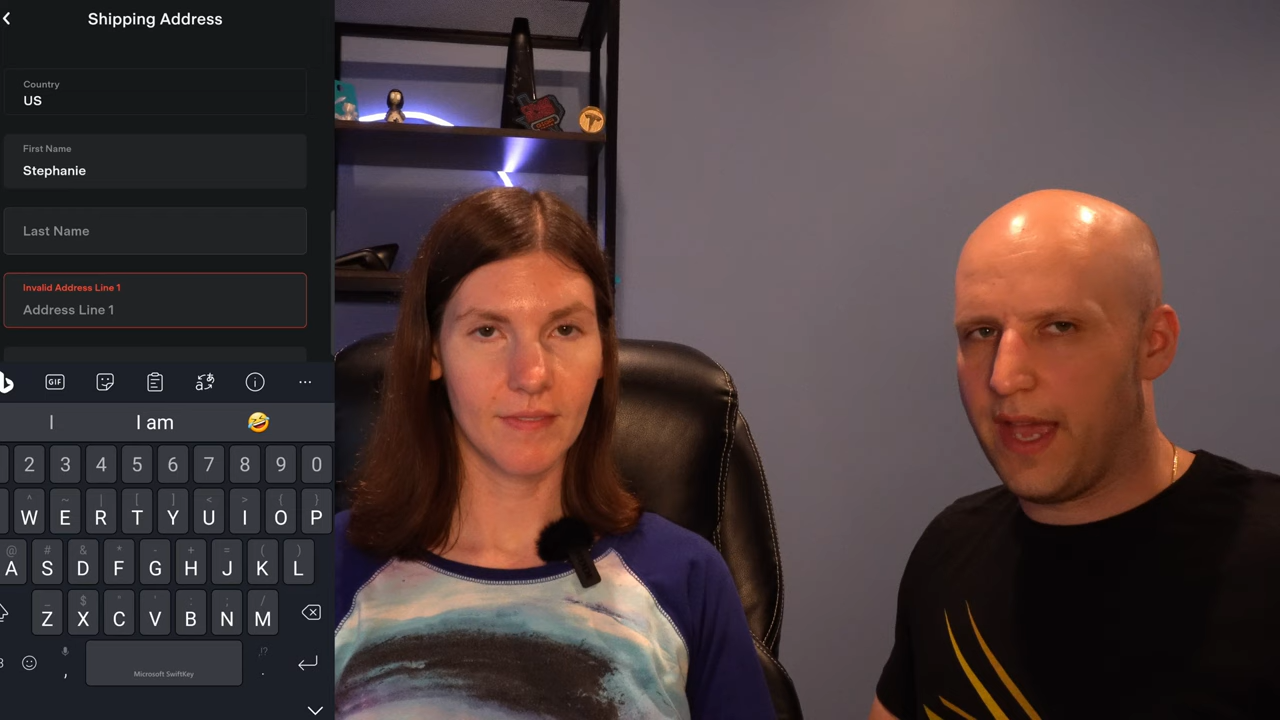 Shipping Address
Country
US
First Name
Stephanie
Last Name
Invalid Address Line 1
Address Line 1
GIF
I
I am
2 3 4 5 6 7 8 9 0
^ ~ | [ ] < > { }
W E R T Y U I O P
@ # & * - + = ( )
A S D F G H J K L
_ $ " ' : ; /
Z X C V B N M
, !? .
Microsoft SwiftKey